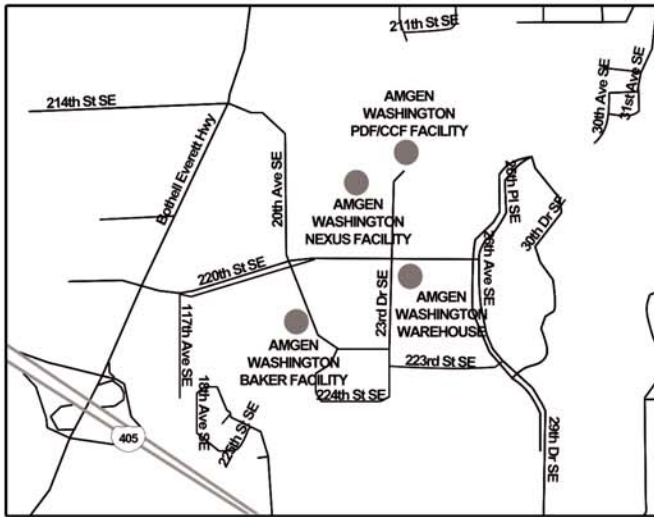 211th St SE
AMGEN
WASHINGTON
PDF/CCF FACILITY
30th Ave SE
31st Ave SE
214th St SE
Bothell Everett Hwy
20th Ave SE
AMGEN
WASHINGTON
NEXUS FACILITY
26th Pl SE
30th Dr SE
26th Ave SE
220th St SE
23rd Dr SE
AMGEN
WASHINGTON
WAREHOUSE
117th Ave SE
AMGEN
WASHINGTON
BAKER FACILITY
223rd St SE
224th St SE
18th Ave SE
225th St SE
29th Dr SE
405